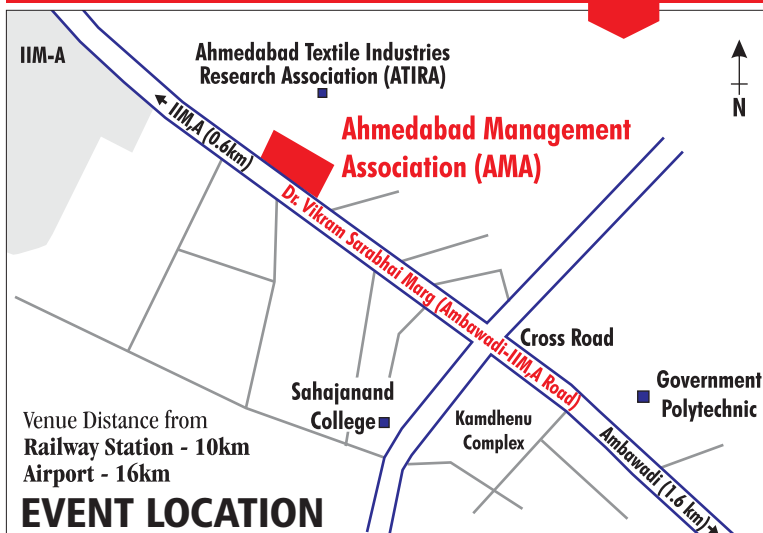 IIM-A
Ahmedabad Textile Industries
Research Association (ATIRA)
N
IIM,A (0.6km)
Ahmedabad Management
Association (AMA)
Dr. Vikram Sarabhai Marg (Ambawadi-IIM,A Road)
Cross Road
Sahajanand
College
Kamdhenu
Complex
Government
Polytechnic
Ambawadi (1.6 km)
Venue Distance from
Railway Station - 10km
Airport - 16km
EVENT LOCATION